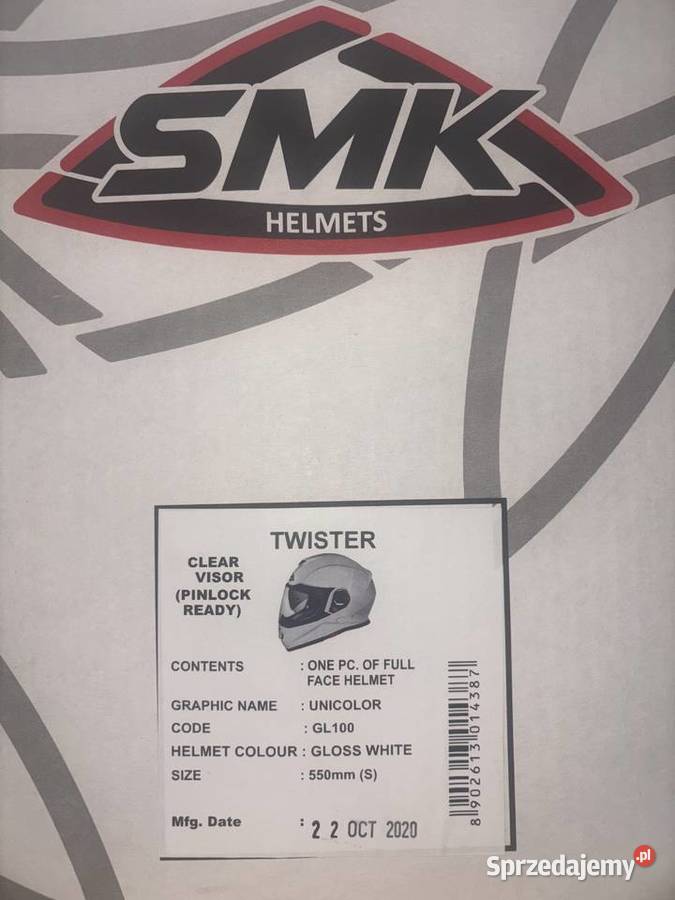 SMK
HELMETS
TWISTER
CLEAR
VISOR
(PINLOCK
READY)
CONTENTS : ONE PC. OF FULL
FACE HELMET
GRAPHIC NAME : UNICOLOR
CODE : GL100
HELMET COLOUR : GLOSS WHITE
SIZE : 550mm (S)
Mfg. Date : 22 OCT 2020
8902613014387
Sprzedajemy.pl